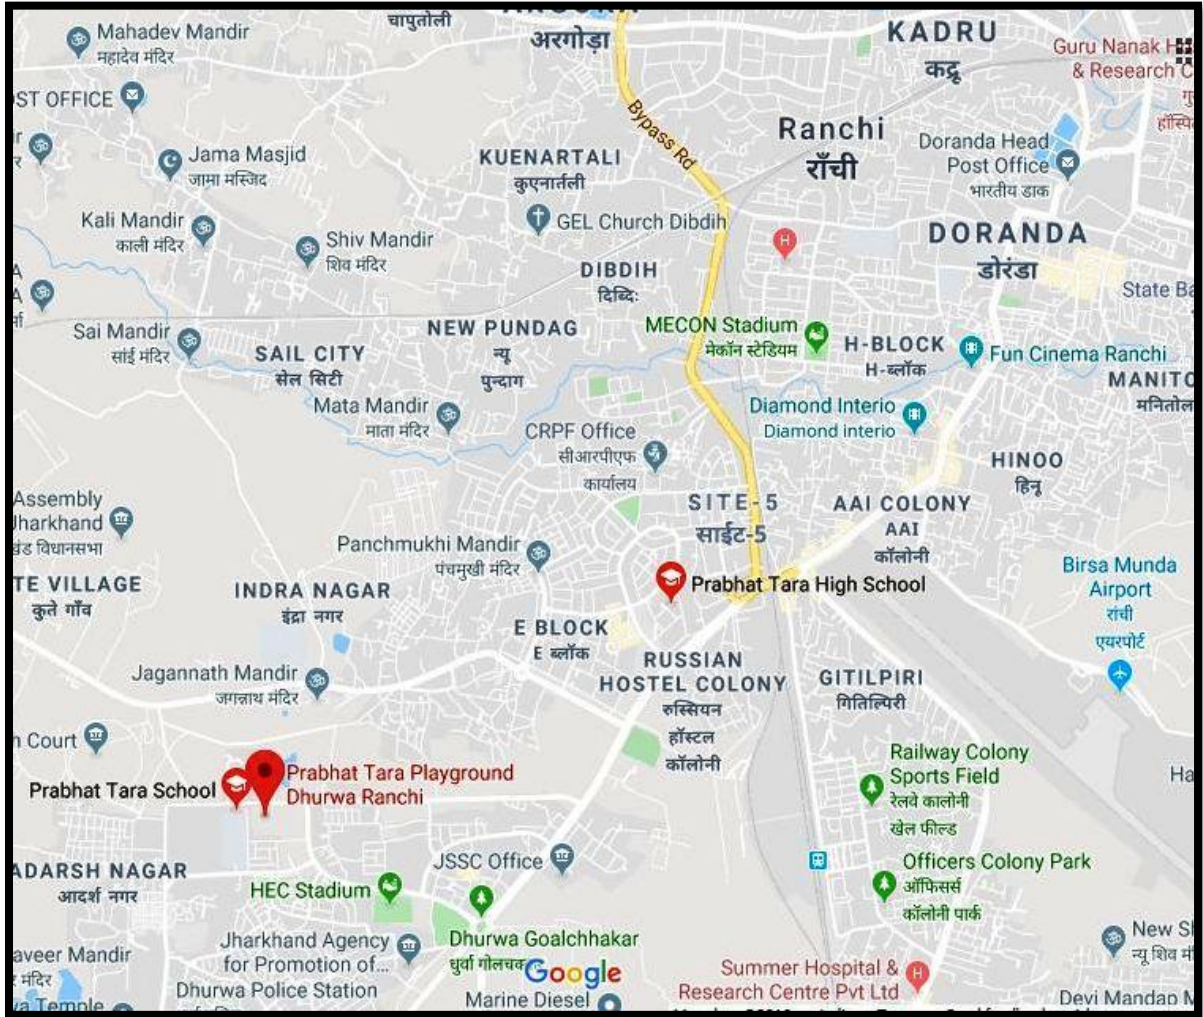 Mahadev Mandir
महादेव मंदिर
चापुतोली
अरगोड़ा
KADRU
कद्रू
Guru Nanak
& Research
OST OFFICE
Bypass Rd
Ranchi
राँची
Doranda Head
Post Office
भारतीय डाक
Jama Masjid
जामा मस्जिद
KUENARTALI
कुएनार्तली
Kali Mandir
काली मंदिर
GEL Church Dibdih
Shiv Mandir
शिव मंदिर
DORANDA
डोरंडा
DIBDIH
दिब्दिः
State
Sai Mandir
सांई मंदिर
SAIL CITY
सेल सिटी
NEW PUNDAG
न्यू
पुन्दाग
MECON Stadium
मेकॉन स्टेडियम
H-BLOCK
H-ब्लॉक
Fun Cinema Ranchi
MANITO
मनितोल
Mata Mandir
माता मंदिर
Diamond Interio
Diamond interio
CRPF Office
सीआरपीएफ
कार्यालय
HINOO
हिनू
Assembly
Jharkhand
विधानसभा
SITE-5
साईट-5
AAI COLONY
AAI
कॉलोनी
Panchmukhi Mandir
पंचमुखी मंदिर
TE VILLAGE
कुते गाँव
INDRA NAGAR
इंद्रा नगर
Prabhat Tara High School
Birsa Munda
Airport
रांची
एयरपोर्ट
E BLOCK
E ब्लॉक
Jagannath Mandir
जगन्नाथ मंदिर
RUSSIAN
HOSTEL COLONY
रुस्सियन
हॉस्टल
कॉलोनी
GITILPIRI
गितिल्पिरी
h Court
Prabhat Tara School
Prabhat Tara Playground
Dhurwa Ranchi
Railway Colony
Sports Field
रेलवे कालोनी
खेल फील्ड
Ha
ADARSH NAGAR
आदर्श नगर
HEC Stadium
JSSC Office
Officers Colony Park
ऑफिसर्स
कॉलोनी पार्क
Jharkhand Agency
for Promotion of...
Dhurwa Police Station
Dhurwa Goalchhakar
धुर्वा गोलचक
Google
Marine Diesel
Summer Hospital &
Research Centre Pvt Ltd
New
न्यू शिव
aveer Mandir
मंदिर
Temple
Devi Mandap